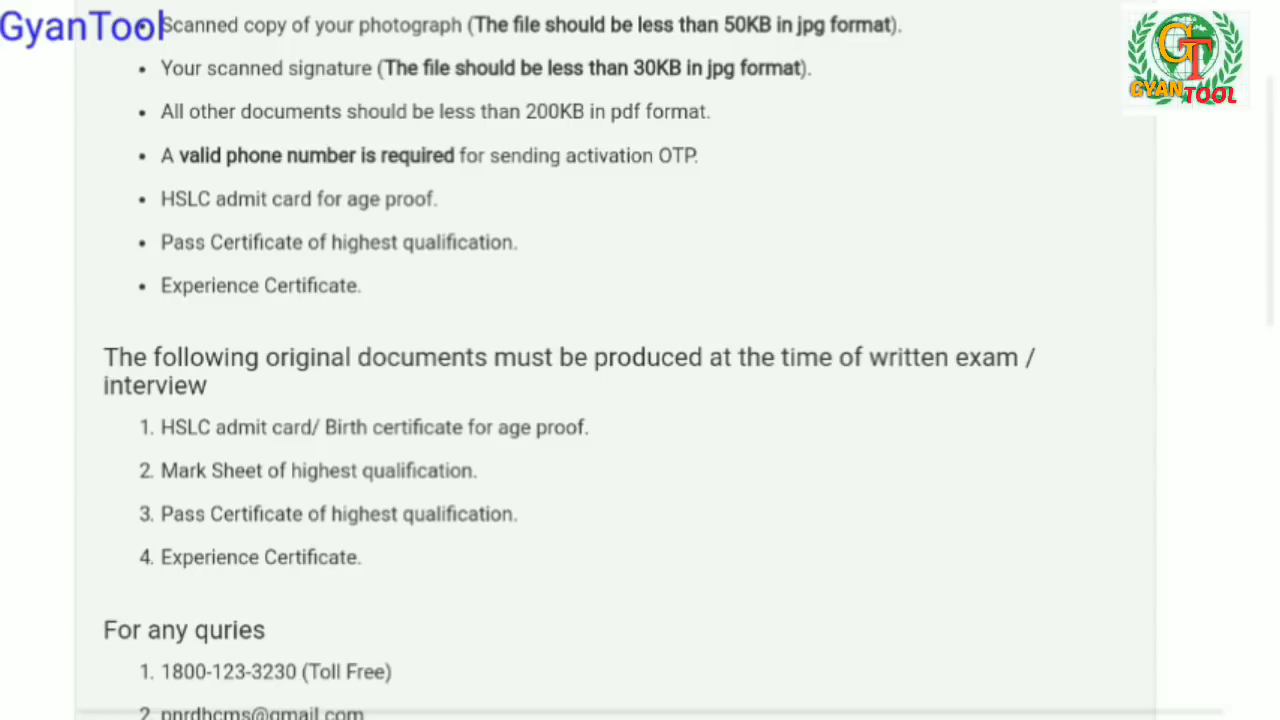 GyanTool
Scanned copy of your photograph (The file should be less than 50KB in jpg format).
GT
GYAN
TOOL
• Your scanned signature (The file should be less than 30KB in jpg format).
• All other documents should be less than 200KB in pdf format.
• A valid phone number is required for sending activation OTP.
• HSLC admit card for age proof.
• Pass Certificate of highest qualification.
• Experience Certificate.
The following original documents must be produced at the time of written exam /
interview
1. HSLC admit card/ Birth certificate for age proof.
2. Mark Sheet of highest qualification.
3. Pass Certificate of highest qualification.
4. Experience Certificate.
For any quries
1. 1800-123-3230 (Toll Free)
2. pnrdhcms@gmail.com